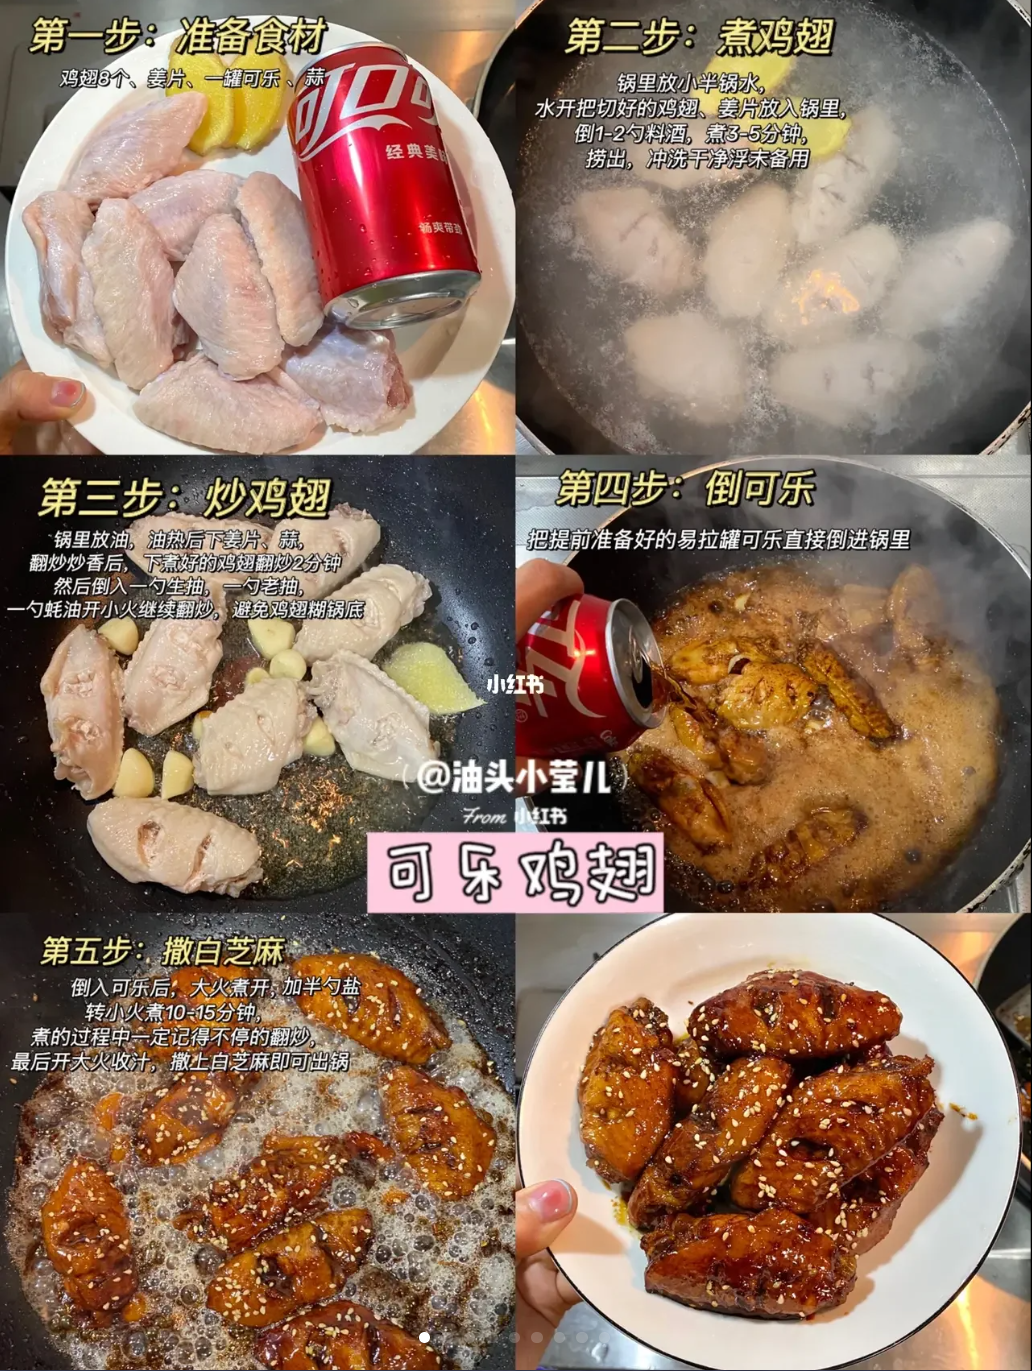 第一步：准备食材
鸡翅8个、姜片、一罐可乐、蒜
可口可
经典美味
畅爽带劲
第二步：煮鸡翅
锅里放小半锅水，
水开把切好的鸡翅、姜片放入锅里，
倒1-2勺料酒，煮3-5分钟，
捞出，冲洗干净浮末备用
第三步：炒鸡翅
锅里放油，油热后下姜片、蒜，
翻炒炒香后，下煮好的鸡翅翻炒2分钟
然后倒入一勺生抽，一勺老抽，
一勺蚝油开小火继续翻炒，避免鸡翅糊锅底
第四步：倒可乐
把提前准备好的易拉罐可乐直接倒进锅里
小红书
@油头小莹儿
From 小红书
可乐鸡翅
第五步：撒白芝麻
倒入可乐后，大火煮开，加半勺盐
转小火煮10-15分钟，
煮的过程中一定记得不停的翻炒，
最后开大火收汁，撒上白芝麻即可出锅